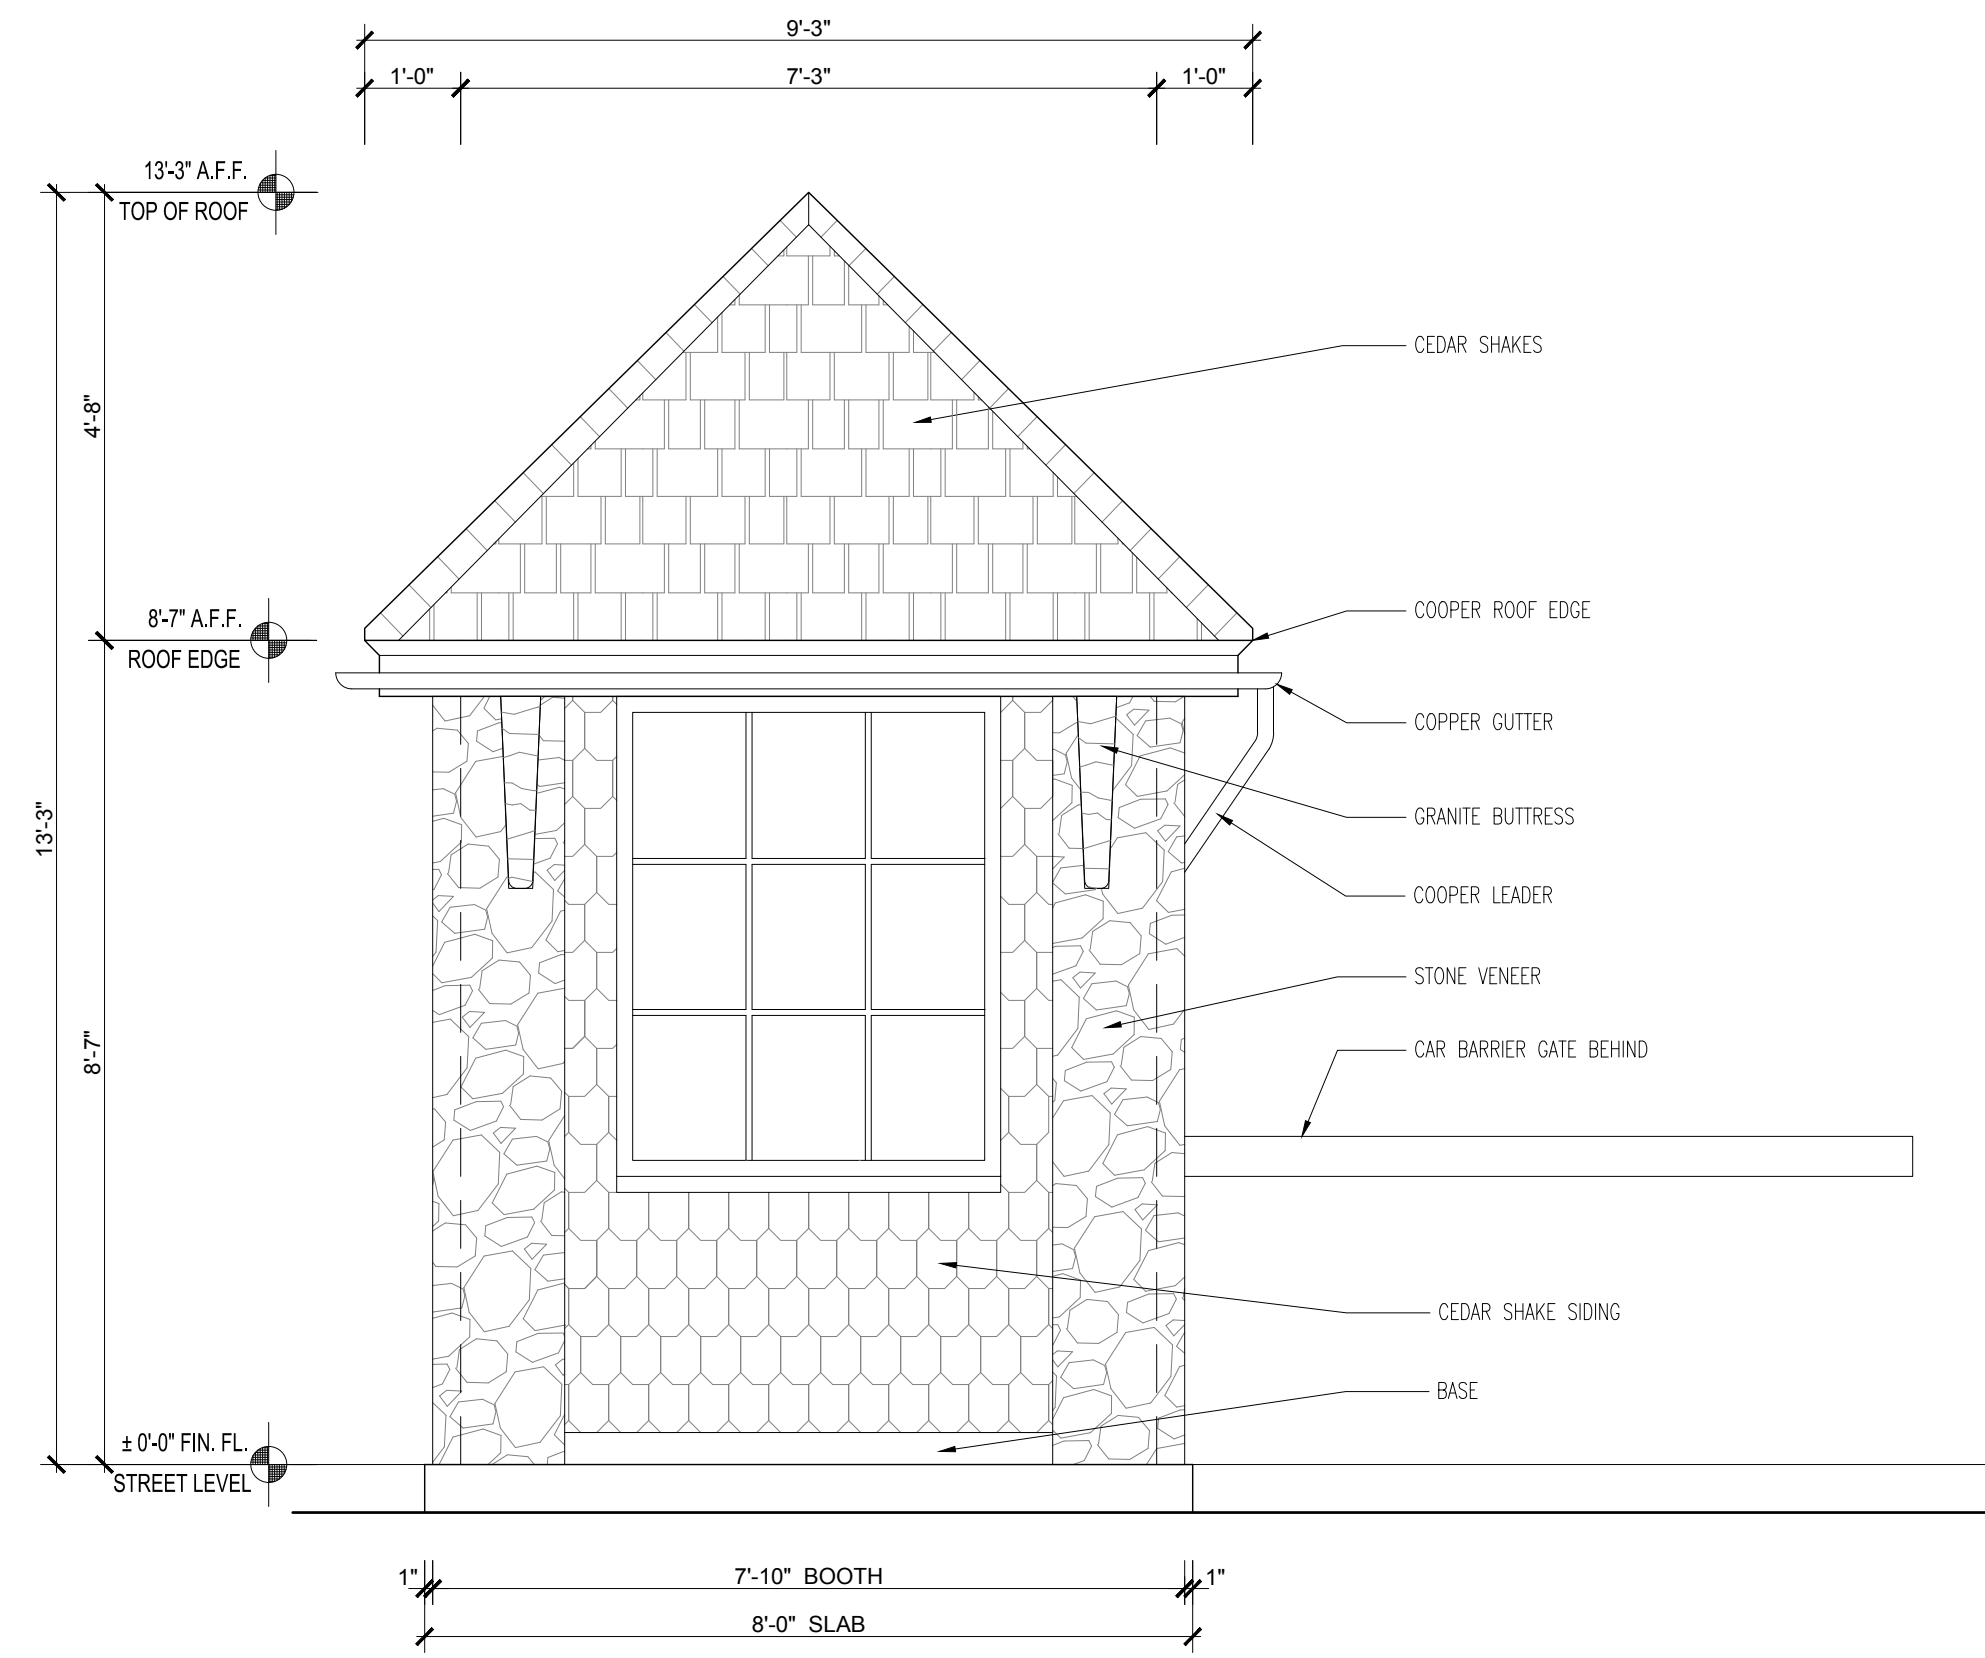 9'-3"
1'-0" 7'-3" 1'-0"
13'-3" A.F.F.
TOP OF ROOF
CEDAR SHAKES
4'-8"
8'-7" A.F.F.
ROOF EDGE
COOPER ROOF EDGE
COPPER GUTTER
GRANITE BUTTRESS
13'-3"
COOPER LEADER
STONE VENEER
8'-7"
CAR BARRIER GATE BEHIND
CEDAR SHAKE SIDING
BASE
± 0'-0" FIN. FL.
STREET LEVEL
1" 7'-10" BOOTH 1"
8'-0" SLAB